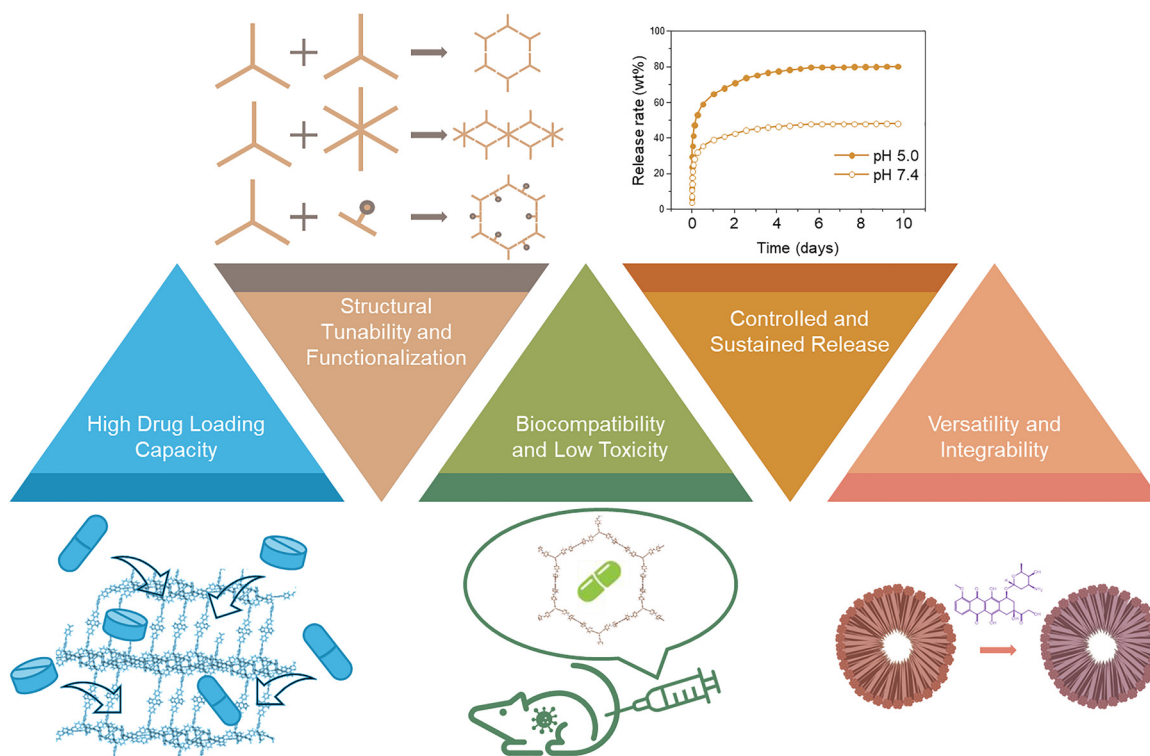 Release rate (wt%)
100
80
60
40
20
0
pH 5.0
pH 7.4
0 2 4 6 8 10
Time (days)
High Drug Loading
Capacity
Structural
Tunability and
Functionalization
Biocompatibility
and Low Toxicity
Controlled and
Sustained Release
Versatility and
Integrability